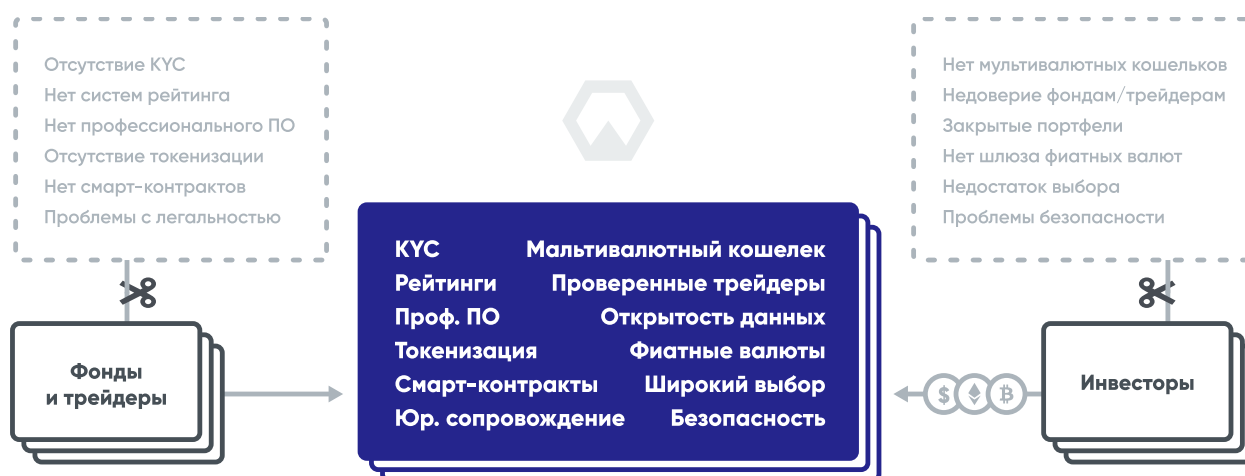 Отсутствие KYC
Нет систем рейтинга
Нет профессионального ПО
Отсутствие токенизации
Нет смарт-контрактов
Проблемы с легальностью
Фонды
и трейдеры
KYC Мальтивалютный кошелек
Рейтинги Проверенные трейдеры
Проф. ПО Открытость данных
Токенизация Фиатные валюты
Смарт-контракты Широкий выбор
Юр. сопровождение Безопасность
Нет мультивалютных кошельков
Недоверие фондам/трейдерам
Закрытые портфели
Нет шлюза фиатных валют
Недостаток выбора
Проблемы безопасности
$ ₿
Инвесторы